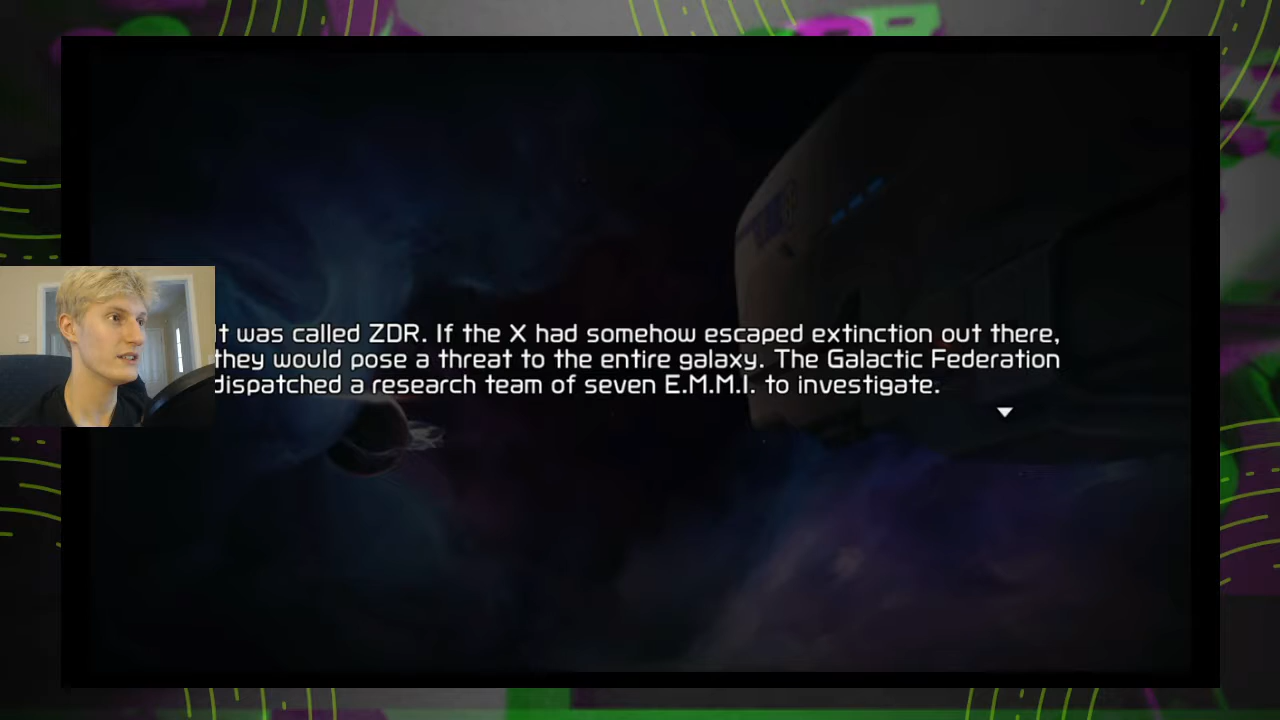 It was called ZDR. If the X had somehow escaped extinction out there,
they would pose a threat to the entire galaxy. The Galactic Federation
dispatched a research team of seven E.M.M.I. to investigate.